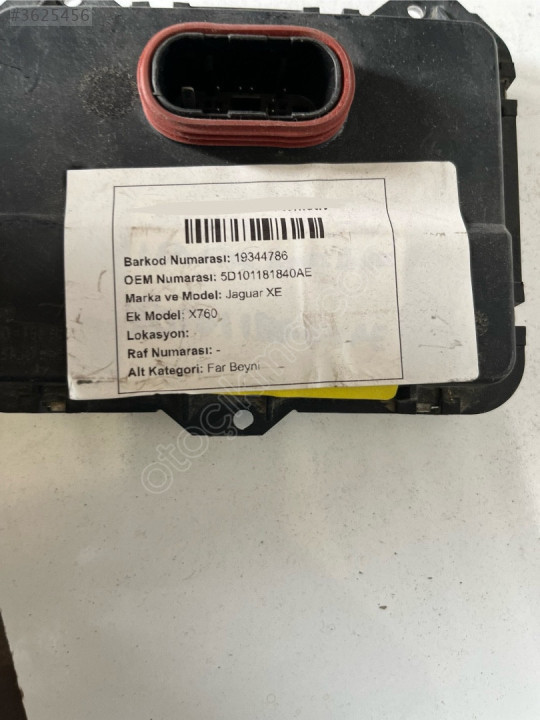 #3625456
Barkod Numarası: 19344786
OEM Numarası: 5D101181840AE
Marka ve Model: Jaguar XE
Ek Model: X760
Lokasyon:
Raf Numarası: -
Alt Kategori: Far Beyni